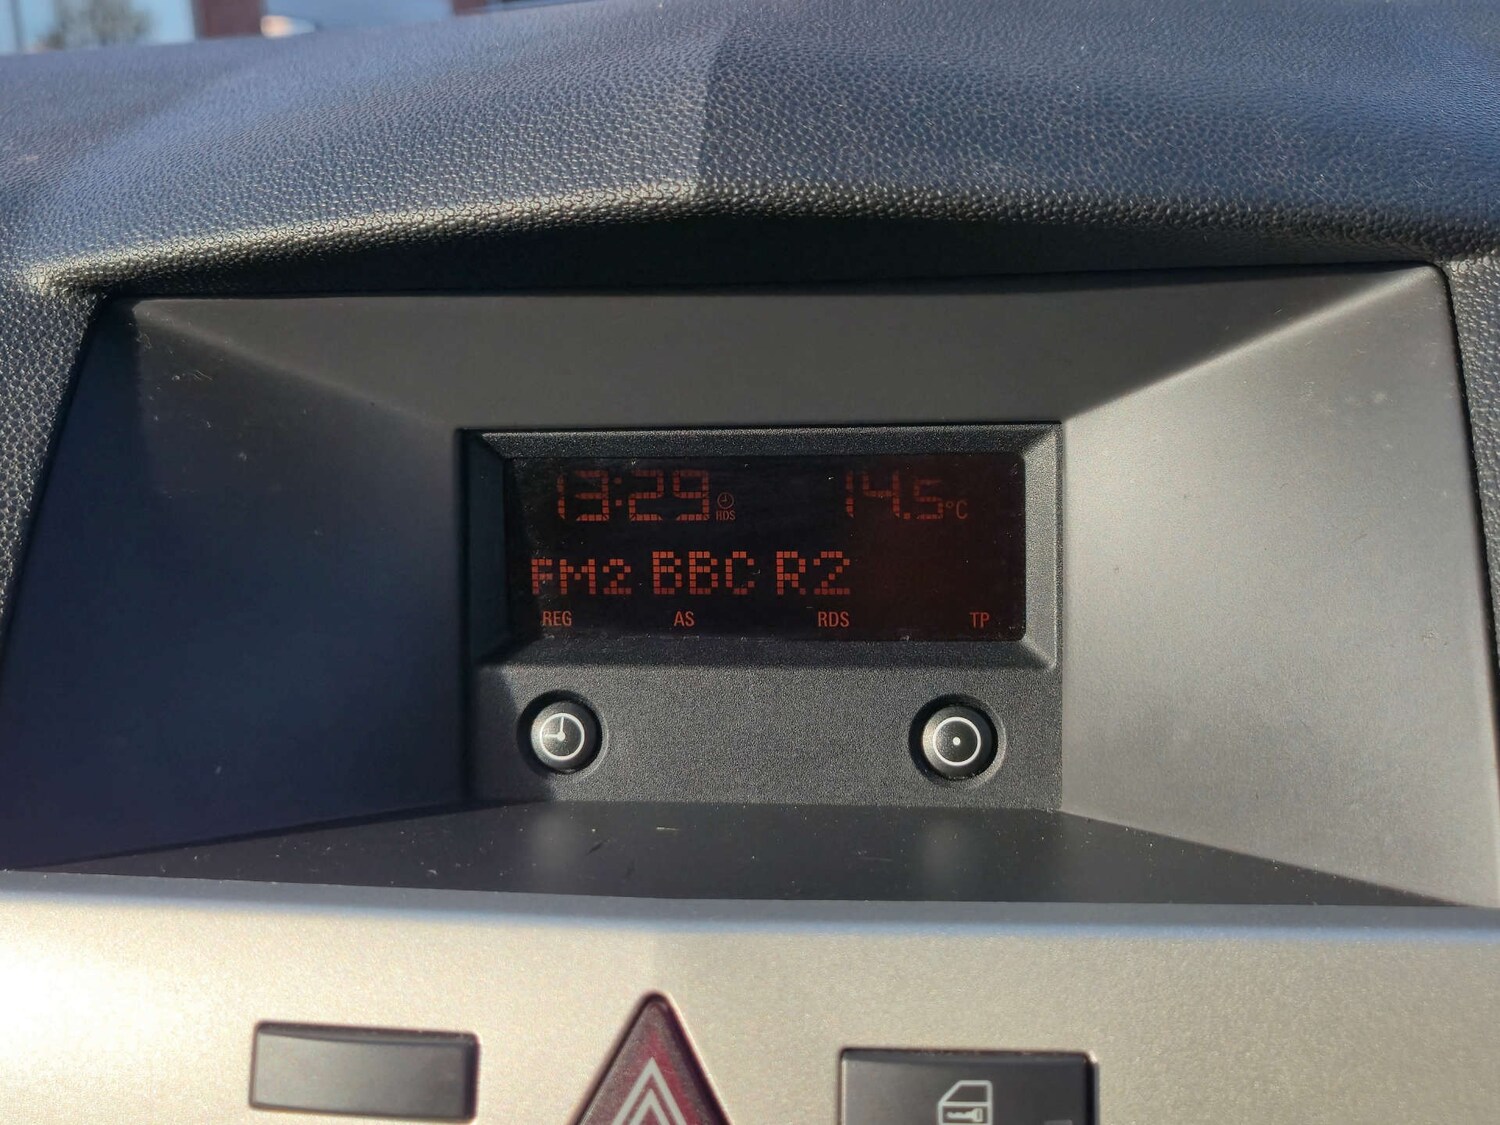 13:29 RDS 14.5°C
FM2 BBC R2
REG AS RDS TP